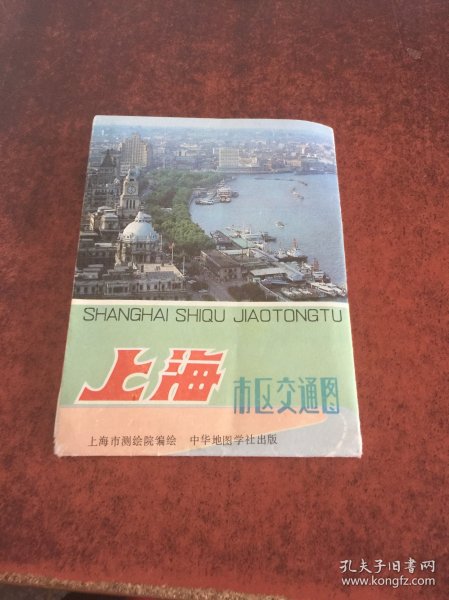 SHANGHAI SHIQU JIAOTONGTU
上海 市区交通图
上海市测绘院编绘 中华地图学社出版
孔夫子旧书网
www.kongfz.com